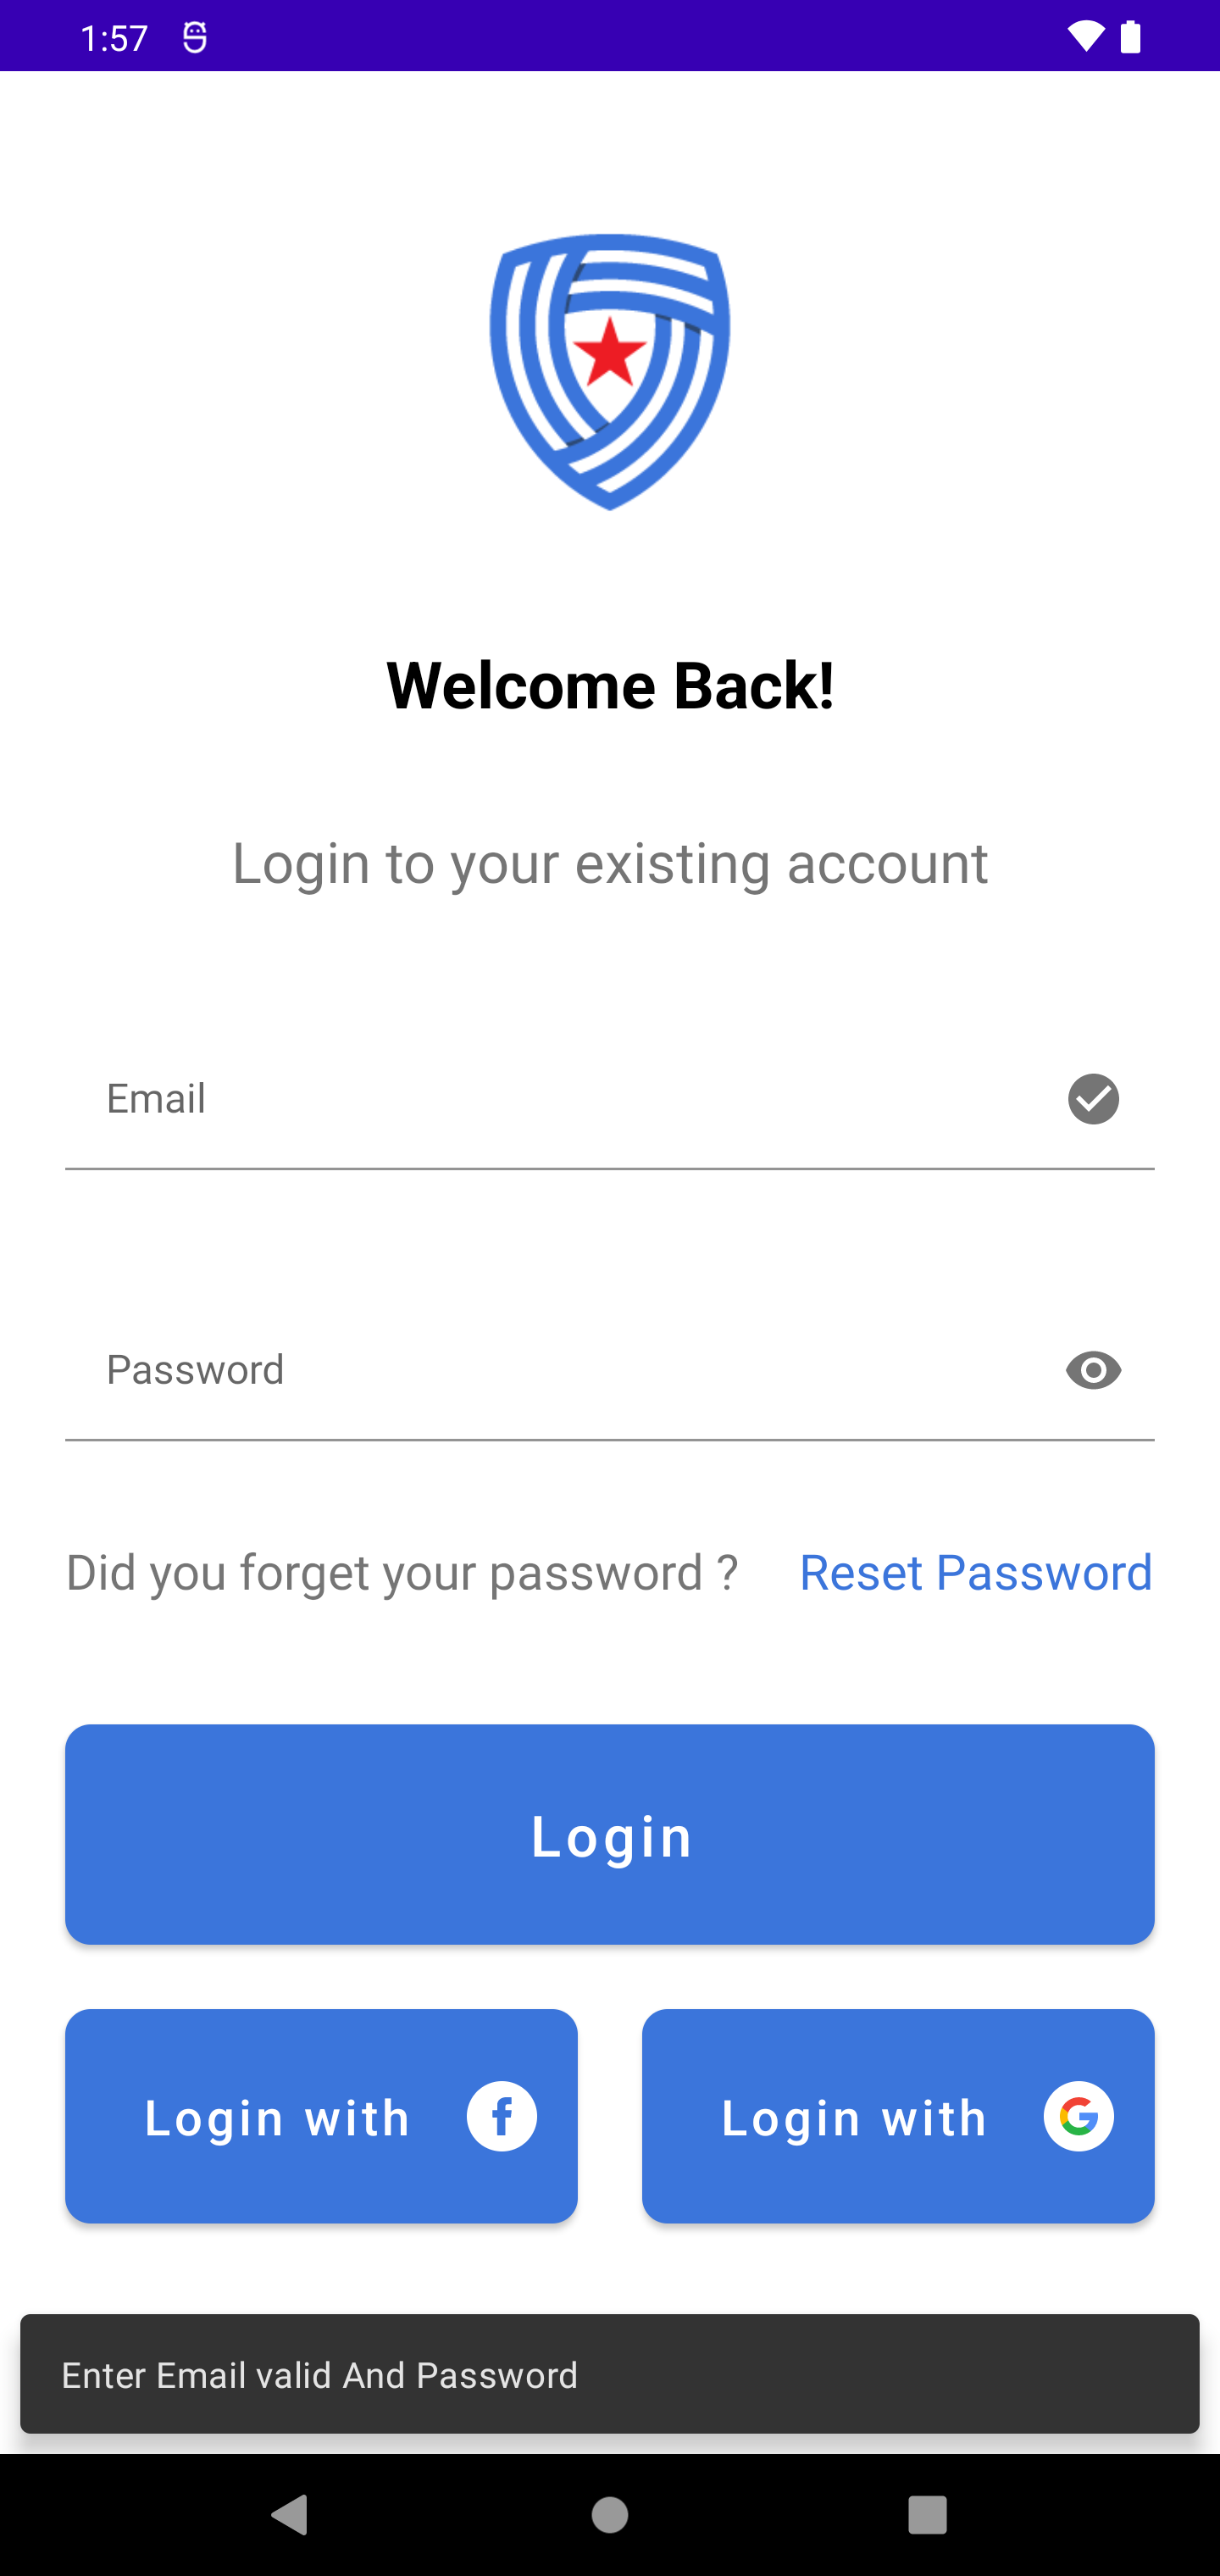 1:57
Welcome Back!
Login to your existing account
Email
Password
Did you forget your password ? Reset Password
Login
Login with
Login with
Enter Email valid And Password